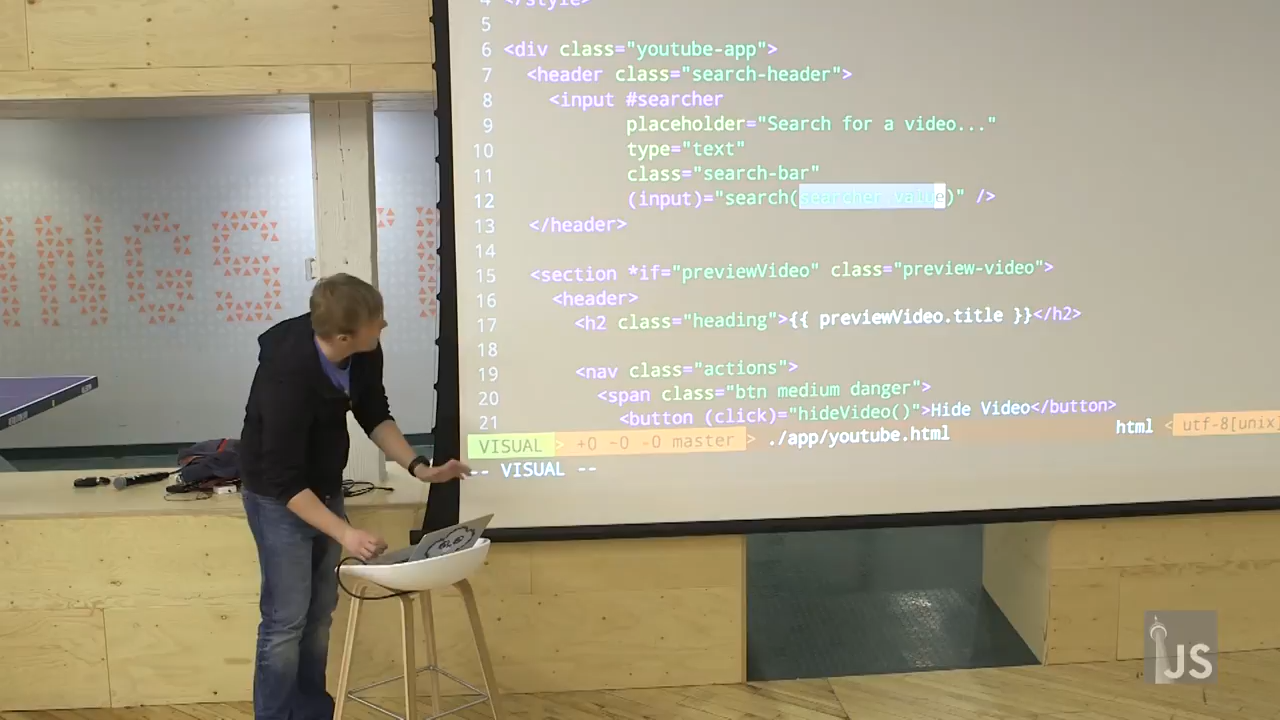 4 </style>
5
6 <div class="youtube-app">
7 <header class="search-header">
8 <input #searcher
9 placeholder="Search for a video..."
10 type="text"
11 class="search-bar"
12 (input)="search(searcher.value)" />
13 </header>
14
15 <section *if="previewVideo" class="preview-video">
16 <header>
17 <h2 class="heading">{{ previewVideo.title }}</h2>
18
19 <nav class="actions">
20 <span class="btn medium danger">
21 <button (click)="hideVideo()">Hide Video</button>
VISUAL > +0 ~0 -0 master > ./app/youtube.html html < utf-8[unix]
-- VISUAL --
NGS
JS